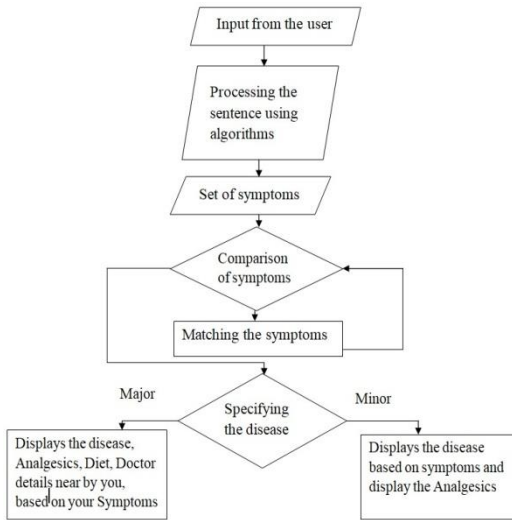 Input from the user
Processing the
sentence using
algorithms
Set of symptoms
Comparison
of symptoms
Matching the symptoms
Major
Specifying
the disease
Minor
Displays the disease,
Analgesics, Diet, Doctor
details near by you,
based on your Symptoms
Displays the disease
based on symptoms and
display the Analgesics